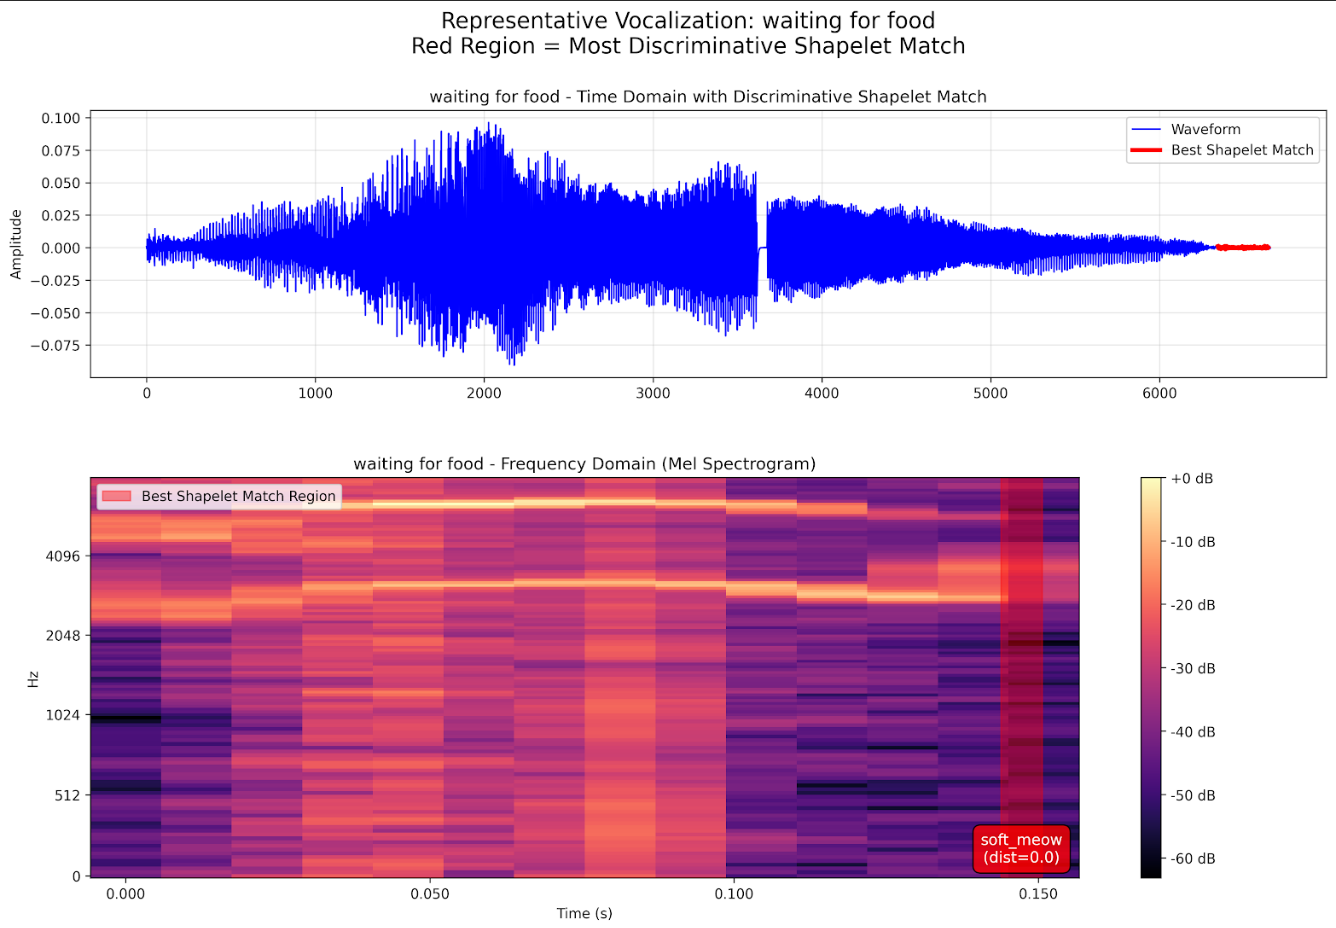 Representative Vocalization: waiting for food
Red Region = Most Discriminative Shapelet Match
waiting for food - Time Domain with Discriminative Shapelet Match
Amplitude
0.100
0.075
0.050
0.025
0.000
−0.025
−0.050
−0.075
Waveform
Best Shapelet Match
0 1000 2000 3000 4000 5000 6000
waiting for food - Frequency Domain (Mel Spectrogram)
Best Shapelet Match Region
Hz
4096
2048
1024
512
0
soft_meow
(dist=0.0)
0.000 0.050 0.100 0.150
Time (s)
+0 dB
-10 dB
-20 dB
-30 dB
-40 dB
-50 dB
-60 dB